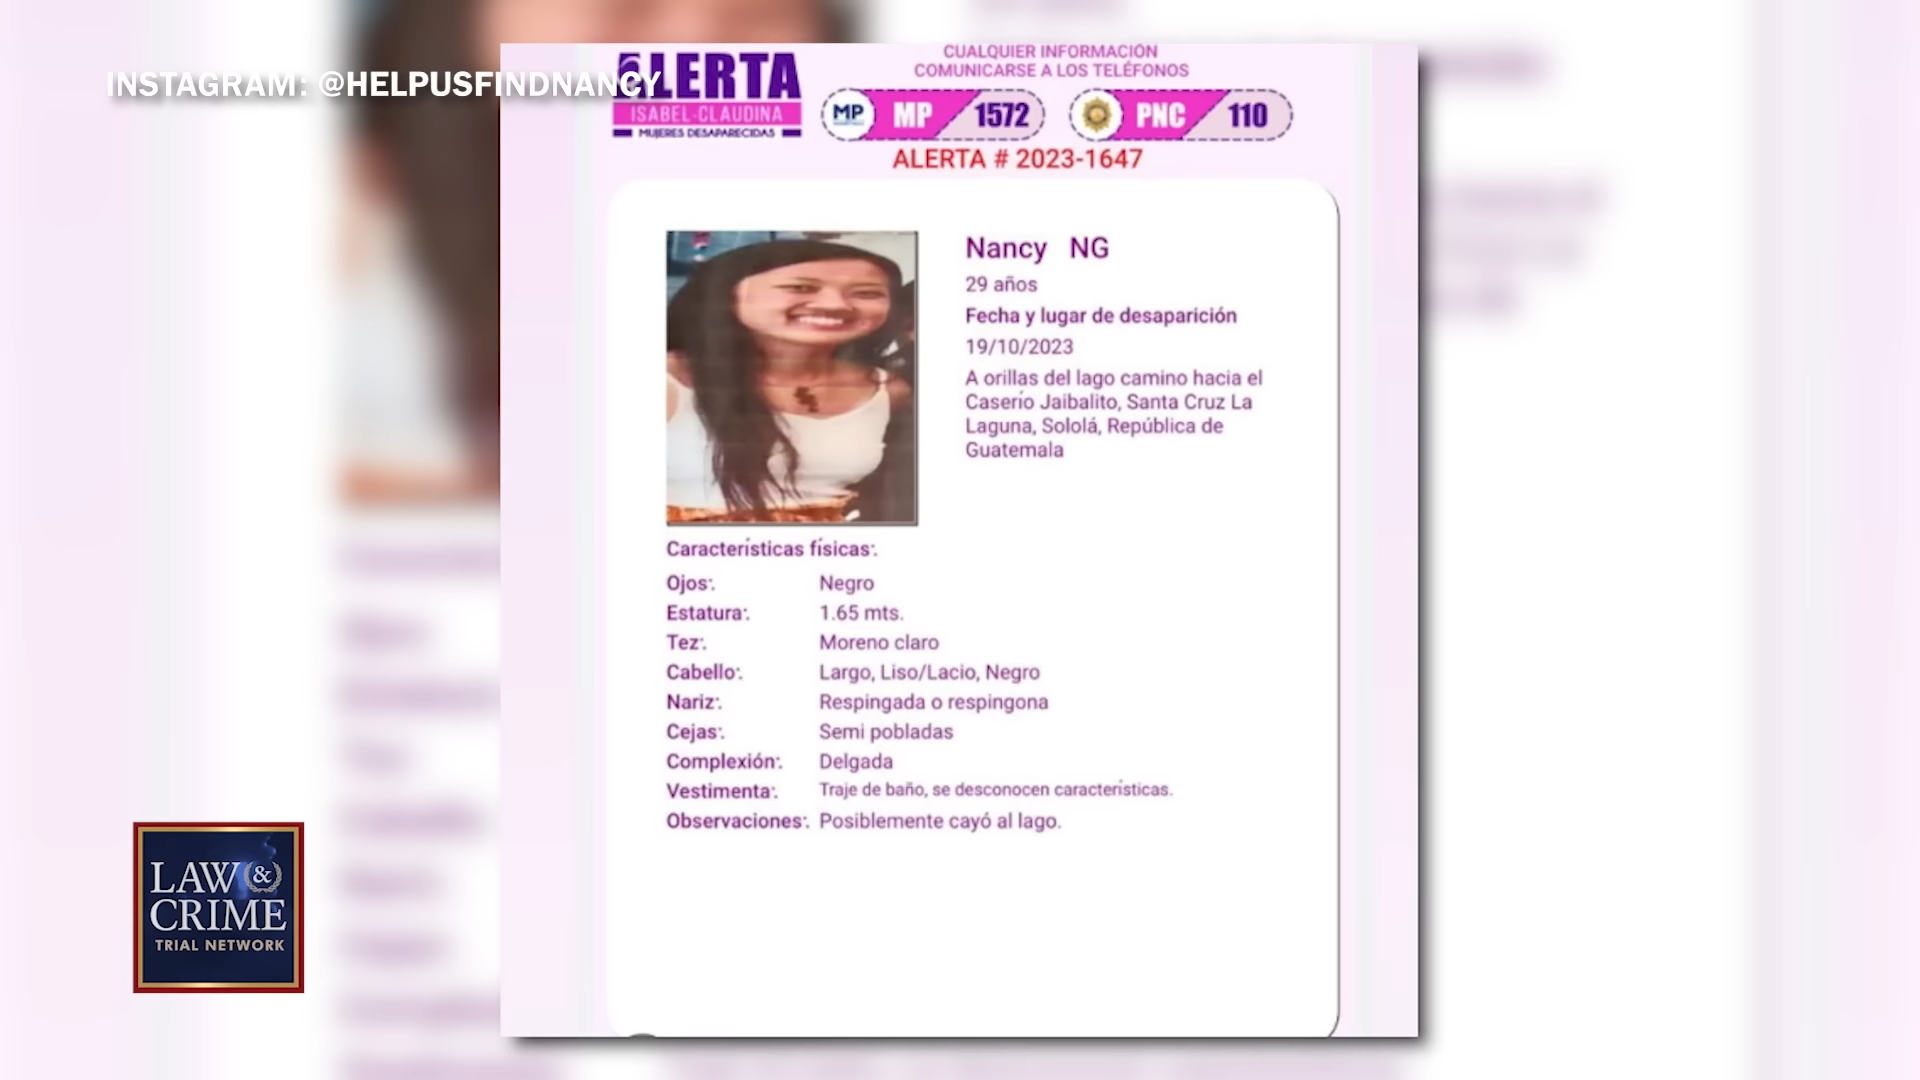 INSTAGRAM: @HELPUSFINDNANCY
ALERTA
ISABEL-CLAUDINA
MUJERES DESAPARECIDAS
CUALQUIER INFORMACIÓN
COMUNICARSE A LOS TELÉFONOS
MP MP 1572
PNC 110
ALERTA # 2023-1647
Nancy NG
29 años
Fecha y lugar de desaparición
19/10/2023
A orillas del lago camino hacia el
Caserío Jaibalito, Santa Cruz La
Laguna, Sololá, República de
Guatemala
Características físicas:.
Ojos:. Negro
Estatura:. 1.65 mts.
Tez:. Moreno claro
Cabello:. Largo, Liso/Lacio, Negro
Nariz:. Respingada o respingona
Cejas:. Semi pobladas
Complexión:. Delgada
Vestimenta:. Traje de baño, se desconocen características.
Observaciones:. Posiblemente cayó al lago.
LAW &
CRIME
TRIAL NETWORK